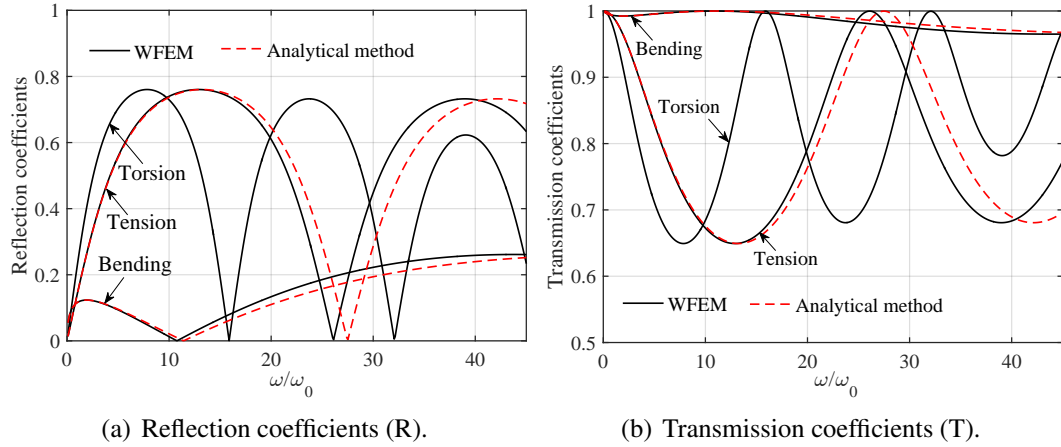 WFEM
Analytical method
Reflection coefficients
1
0.8
0.6
0.4
0.2
0
Torsion
Tension
Bending
0 10 20 30 40
ω/ω0
(a) Reflection coefficients (R).
Transmission coefficients
1
0.9
0.8
0.7
0.6
0.5
Bending
Torsion
Tension
WFEM
Analytical method
0 10 20 30 40
ω/ω0
(b) Transmission coefficients (T).